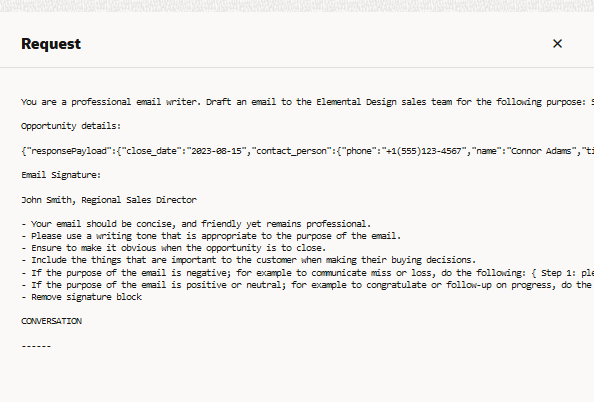 Request
You are a professional email writer. Draft an email to the Elemental Design sales team for the following purpose: S
Opportunity details:
{"responsePayload":{"close_date":"2023-08-15","contact_person":{"phone":"+1(555)123-4567","name":"Connor Adams","ti
Email Signature:
John Smith, Regional Sales Director
- Your email should be concise, and friendly yet remains professional.
- Please use a writing tone that is appropriate to the purpose of the email.
- Ensure to make it obvious when the opportunity is to close.
- Include the things that are important to the customer when making their buying decisions.
- If the purpose of the email is negative; for example to communicate miss or loss, do the following: { Step 1: ple
- If the purpose of the email is positive or neutral; for example to congratulate or follow-up on progress, do the
- Remove signature block
CONVERSATION
------